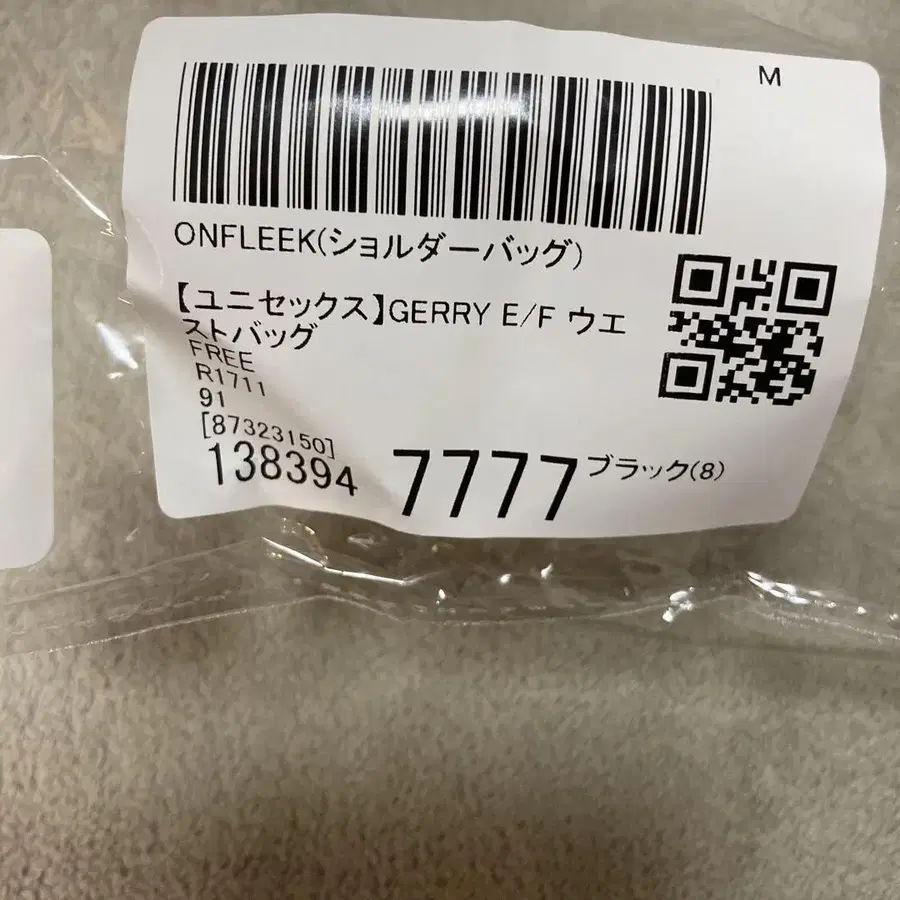 M
ONFLEEK(ショルダーバッグ)
【ユニセックス】GERRY E/F ウエ
ストバッグ
FREE
R1711
91
[87323150]
138394 7777 ブラック(8)